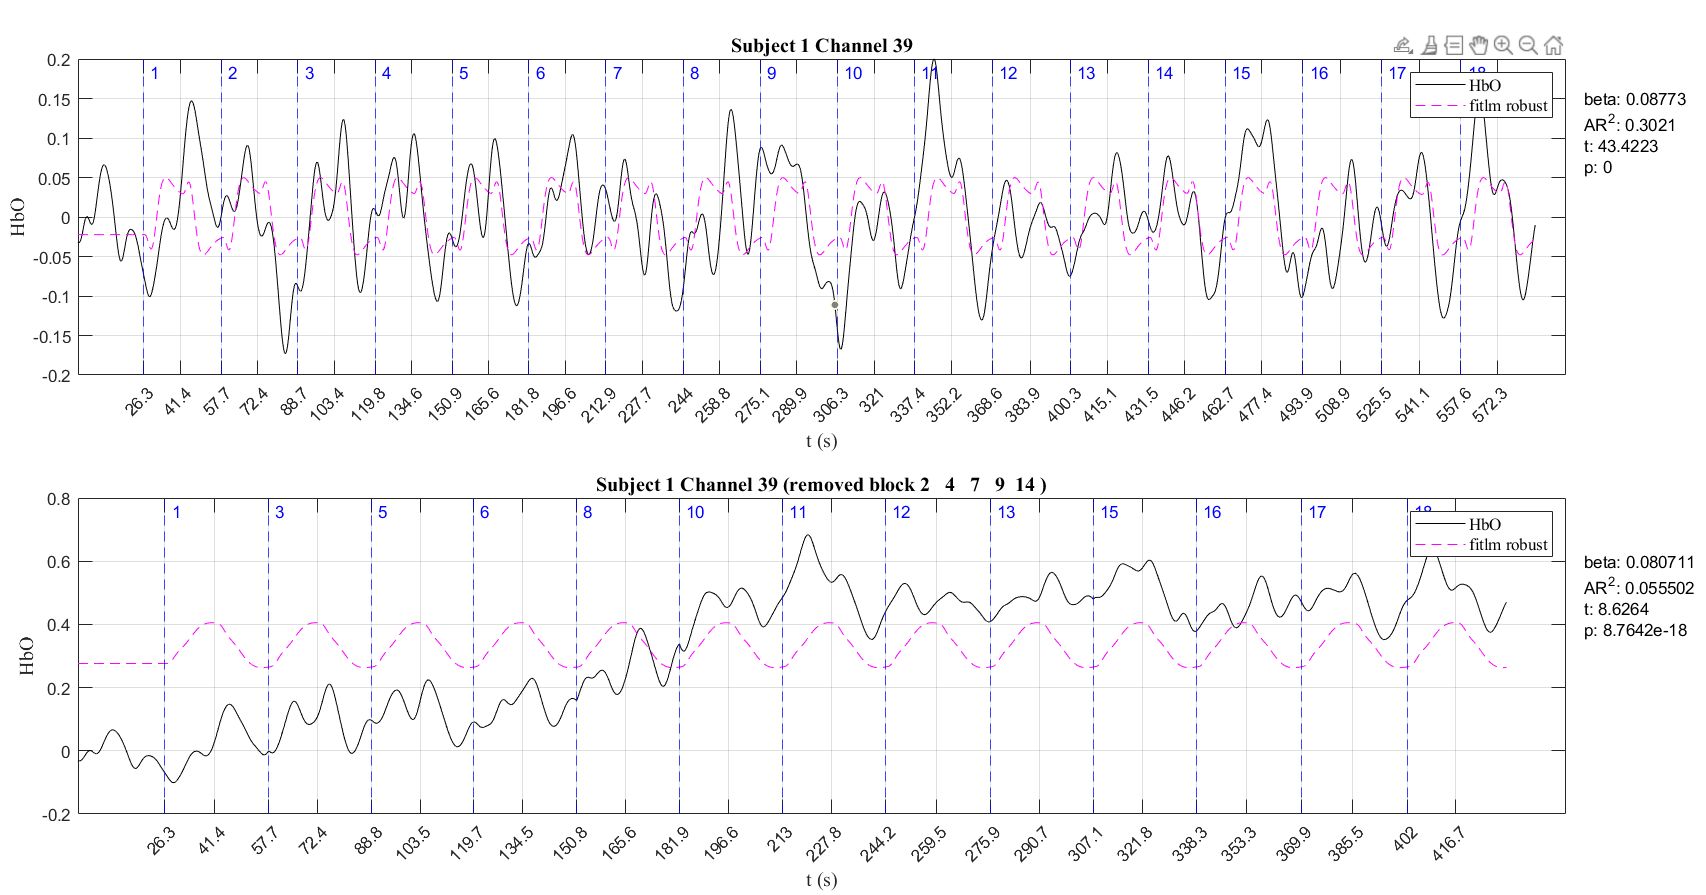 Subject 1 Channel 39
0.2
0.15
0.1
0.05
0
-0.05
-0.1
-0.15
-0.2
HbO
1 2 3 4 5 6 7 8 9 10 11 12 13 14 15 16 17 18
HbO
fitlm robust
beta: 0.08773
AR²: 0.3021
t: 43.4223
p: 0
26.3 41.4 57.7 72.4 88.7 103.4 119.8 134.6 150.9 165.6 181.8 196.6 212.9 227.7 244 258.8 275.1 289.9 306.3 321 337.4 352.2 368.6 383.9 400.3 415.1 431.5 446.2 462.7 477.4 493.9 508.9 525.5 541.1 557.6 572.3
t (s)
Subject 1 Channel 39 (removed block 2 4 7 9 14 )
0.8
0.6
0.4
0.2
0
-0.2
HbO
1 3 5 6 8 10 11 12 13 15 16 17 18
HbO
fitlm robust
beta: 0.080711
AR²: 0.055502
t: 8.6264
p: 8.7642e-18
26.3 41.4 57.7 72.4 88.8 103.5 119.7 134.5 150.8 165.6 181.9 196.6 213 227.8 244.2 259.5 275.9 290.7 307.1 321.8 338.3 353.3 369.9 385.5 402 416.7
t (s)